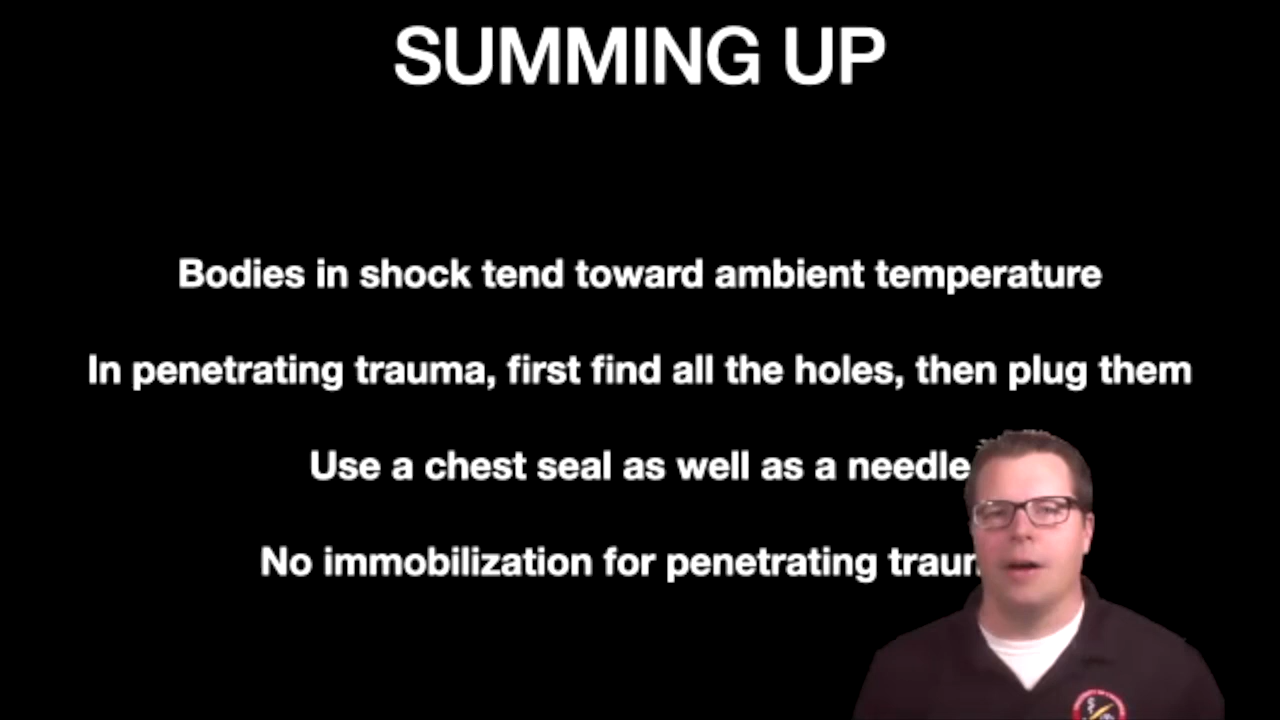 SUMMING UP
Bodies in shock tend toward ambient temperature
In penetrating trauma, first find all the holes, then plug them
Use a chest seal as well as a needle
No immobilization for penetrating